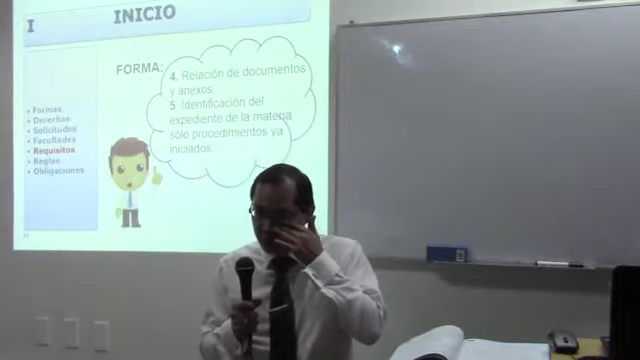 I
INICIO
FORMA:
4. Relación de documentos
y anexos.
5 Identificación del
expediente de la materia
sólo procedimientos ya
iniciados
Formas
Derechos
Solicitudes
Facultades
Requisitos
Reglas
Obligaciones